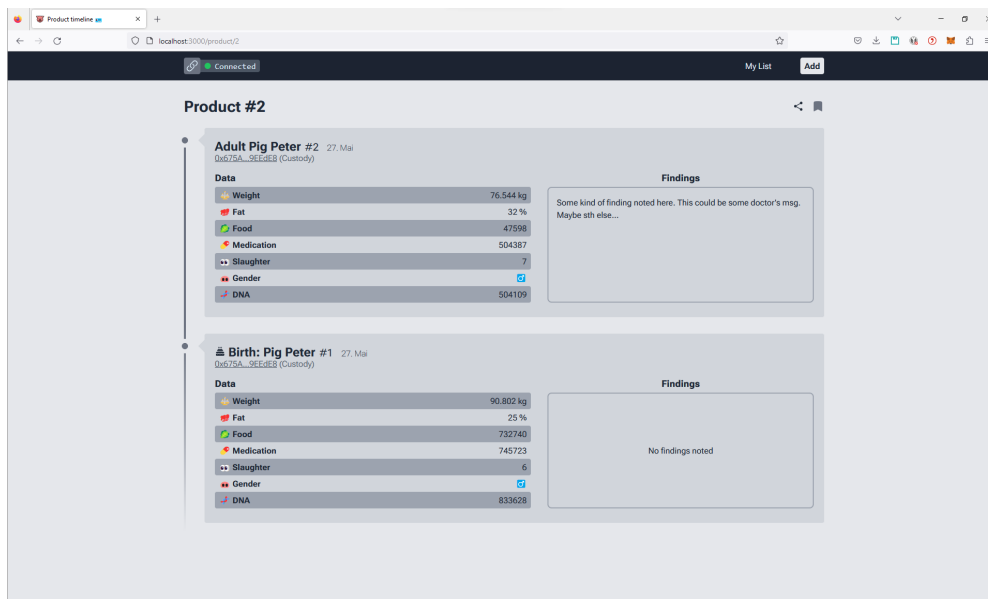 Product timeline
localhost:3000/product/2
Connected
My List
Add
Product #2
Adult Pig Peter #2 27. Mai
0x675A...9EEdE8 (Custody)
Data
Weight 76.544 kg
Fat 32 %
Food 47598
Medication 504387
Slaughter 7
Gender
DNA 504109
Findings
Some kind of finding noted here. This could be some doctor's msg.
Maybe sth else...
Birth: Pig Peter #1 27. Mai
0x675A...9EEdE8 (Custody)
Data
Weight 90.802 kg
Fat 25 %
Food 732740
Medication 745723
Slaughter 6
Gender
DNA 833628
Findings
No findings noted